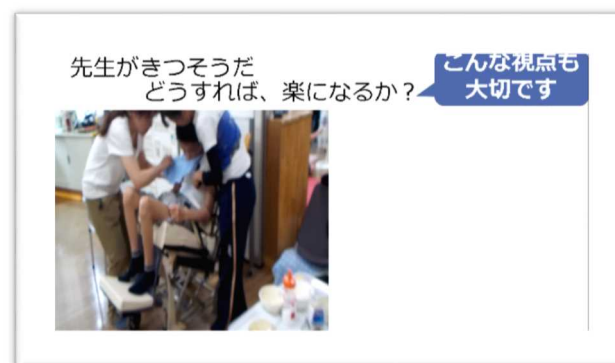 先生がきつそうだ
どうすれば、楽になるか？
こんな視点も
大切です